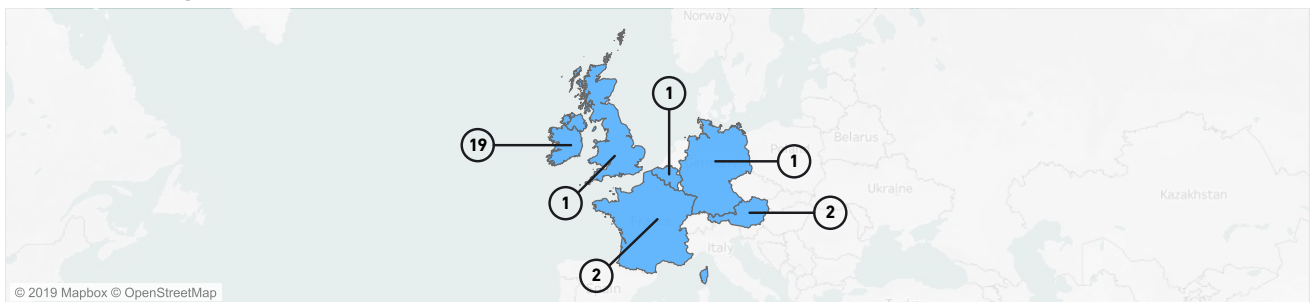 Norway
1
19
Belarus
1
Ukraine
Kazakhstan
1
2
Italy
2
© 2019 Mapbox © OpenStreetMap